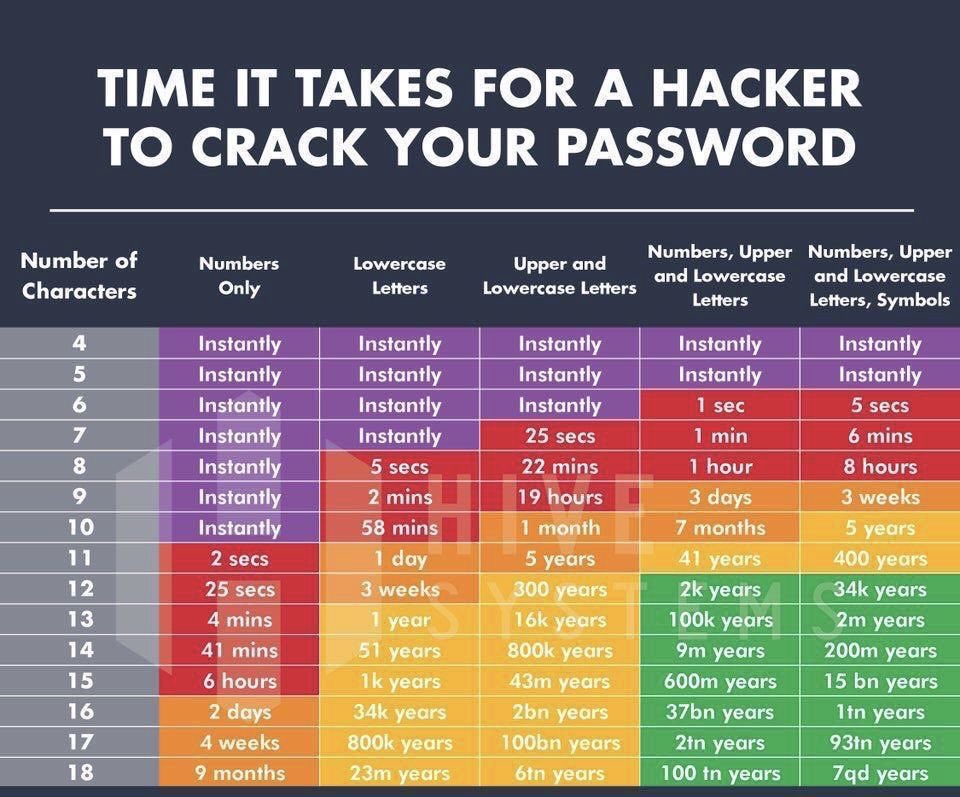 TIME IT TAKES FOR A HACKER
TO CRACK YOUR PASSWORD
Number of
Characters
Numbers
Only
Lowercase
Letters
Upper and
Lowercase Letters
Numbers, Upper
and Lowercase
Letters
Numbers, Upper
and Lowercase
Letters, Symbols
4 Instantly Instantly Instantly Instantly Instantly
5 Instantly Instantly Instantly Instantly Instantly
6 Instantly Instantly Instantly 1 sec 5 secs
7 Instantly Instantly 25 secs 1 min 6 mins
8 Instantly 5 secs 22 mins 1 hour 8 hours
9 Instantly 2 mins 19 hours 3 days 3 weeks
10 Instantly 58 mins 1 month 7 months 5 years
11 2 secs 1 day 5 years 41 years 400 years
12 25 secs 3 weeks 300 years 2k years 34k years
13 4 mins 1 year 16k years 100k years 2m years
14 41 mins 51 years 800k years 9m years 200m years
15 6 hours 1k years 43m years 600m years 15 bn years
16 2 days 34k years 2bn years 37bn years 1tn years
17 4 weeks 800k years 100bn years 2tn years 93tn years
18 9 months 23m years 6tn years 100 tn years 7qd years
HIVE
SYSTEMS